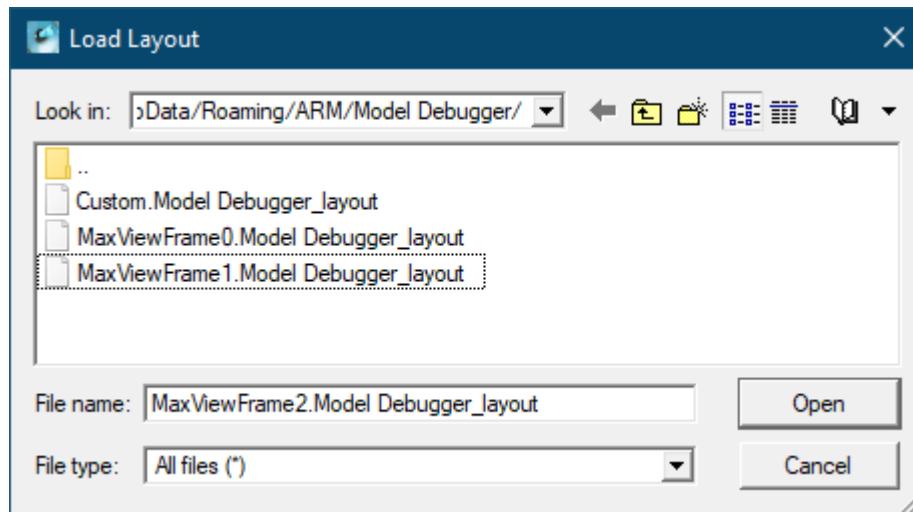 Load Layout
Look in: ɔData/Roaming/ARM/Model Debugger/
..
Custom.Model Debugger_layout
MaxViewFrame0.Model Debugger_layout
MaxViewFrame1.Model Debugger_layout
File name: MaxViewFrame2.Model Debugger_layout Open
File type: All files (*) Cancel